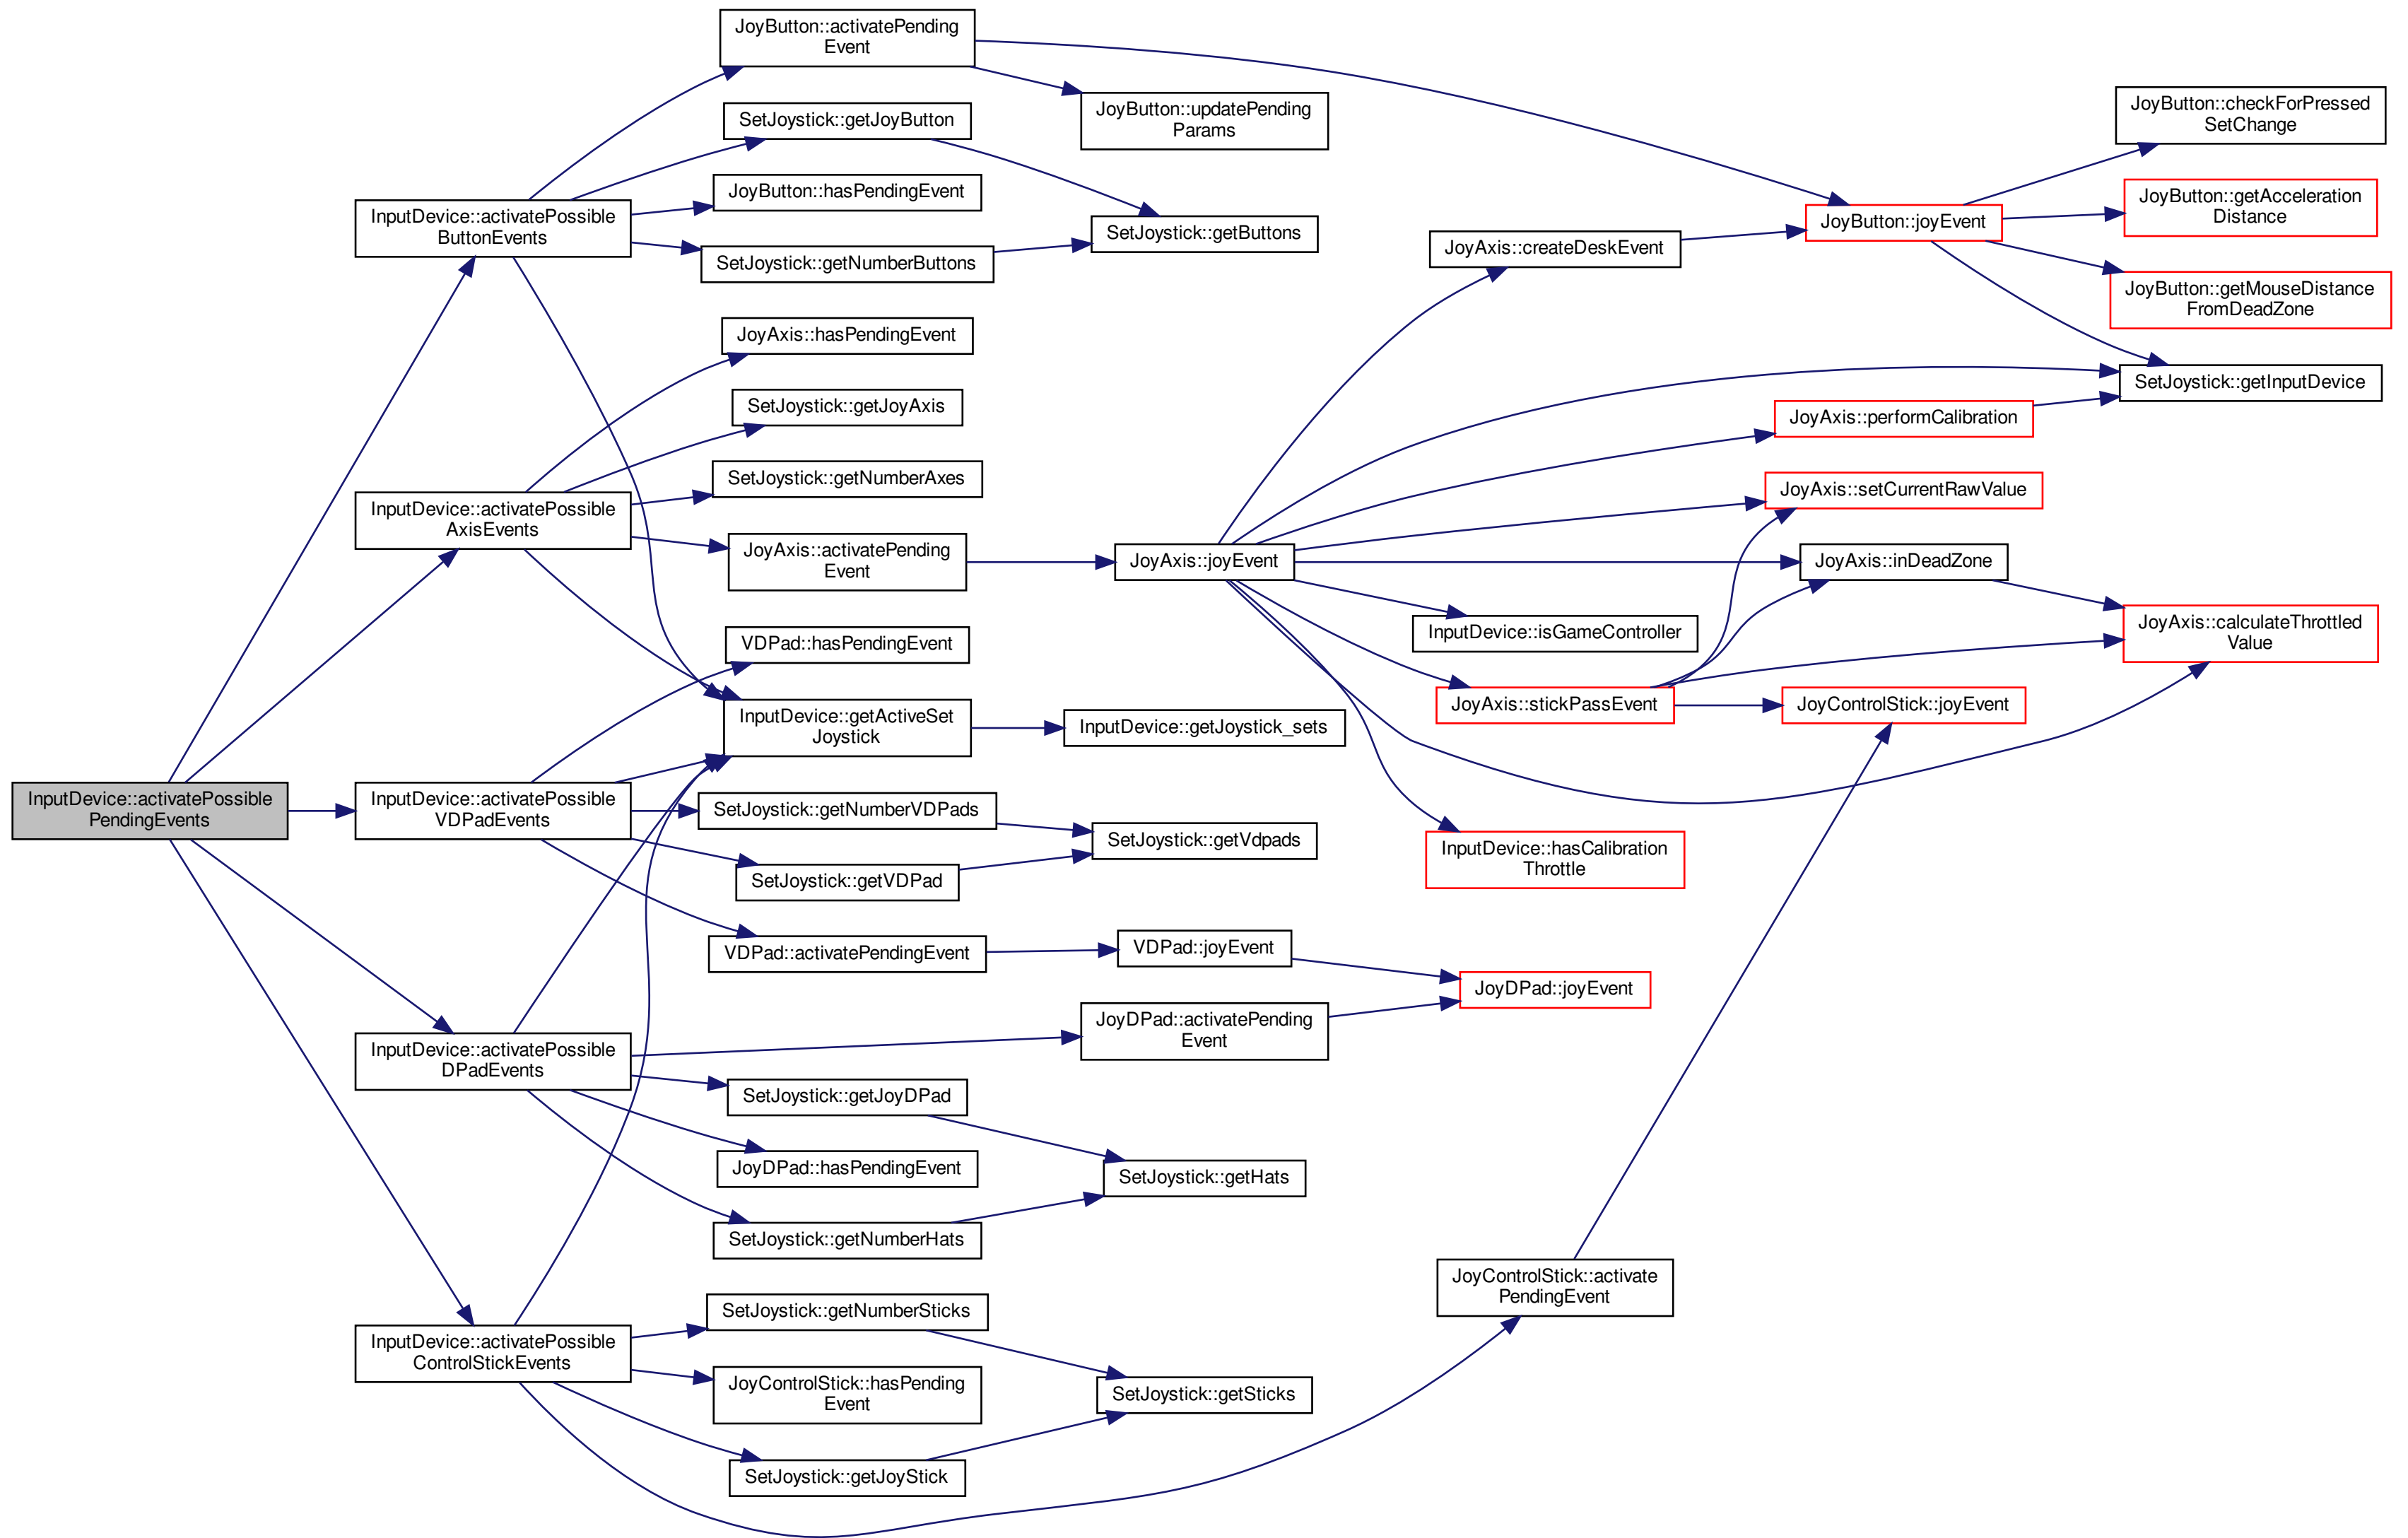 InputDevice::activatePossible
PendingEvents
InputDevice::activatePossible
ButtonEvents
InputDevice::activatePossible
AxisEvents
InputDevice::activatePossible
VDPadEvents
InputDevice::activatePossible
DPadEvents
InputDevice::activatePossible
ControlStickEvents
JoyButton::activatePending
Event
SetJoystick::getJoyButton
JoyButton::hasPendingEvent
SetJoystick::getNumberButtons
JoyAxis::hasPendingEvent
SetJoystick::getJoyAxis
SetJoystick::getNumberAxes
JoyAxis::activatePending
Event
VDPad::hasPendingEvent
InputDevice::getActiveSet
Joystick
SetJoystick::getNumberVDPads
SetJoystick::getVDPad
VDPad::activatePendingEvent
SetJoystick::getJoyDPad
JoyDPad::hasPendingEvent
SetJoystick::getNumberHats
SetJoystick::getNumberSticks
JoyControlStick::hasPending
Event
SetJoystick::getJoyStick
JoyButton::updatePending
Params
SetJoystick::getButtons
JoyAxis::joyEvent
InputDevice::getJoystick_sets
SetJoystick::getVdpads
VDPad::joyEvent
JoyDPad::activatePending
Event
SetJoystick::getHats
SetJoystick::getSticks
JoyAxis::createDeskEvent
InputDevice::isGameController
JoyAxis::stickPassEvent
InputDevice::hasCalibration
Throttle
JoyDPad::joyEvent
JoyControlStick::activate
PendingEvent
JoyButton::joyEvent
JoyAxis::performCalibration
JoyAxis::setCurrentRawValue
JoyAxis::inDeadZone
JoyControlStick::joyEvent
JoyButton::checkForPressed
SetChange
JoyButton::getAcceleration
Distance
JoyButton::getMouseDistance
FromDeadZone
SetJoystick::getInputDevice
JoyAxis::calculateThrottled
Value